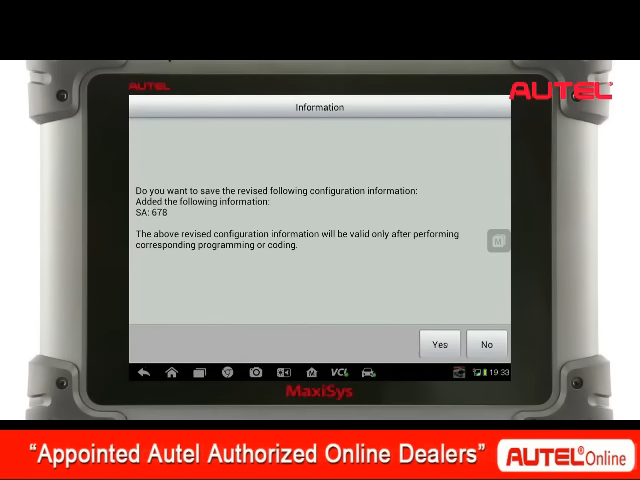 AUTEL
AUTEL
Information
Do you want to save the revised following configuration information:
Added the following information:
SA: 678
The above revised configuration information will be valid only after performing
corresponding programming or coding.
M
Yes
No
VCI
19:33
MaxiSys
“Appointed Autel Authorized Online Dealers”
AUTEL®Online